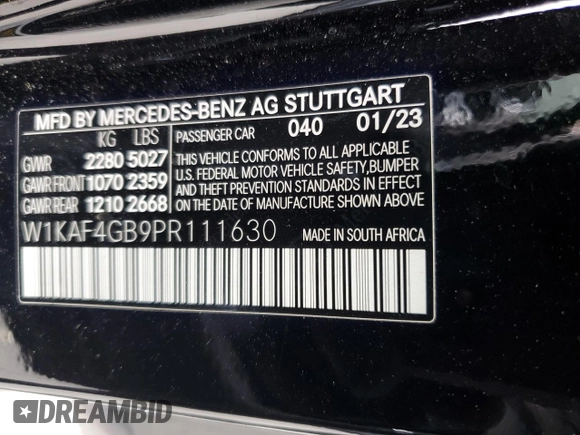 MFD BY MERCEDES-BENZ AG STUTTGART
KG LBS PASSENGER CAR 040 01/23
GVWR 2280 5027
GAWR FRONT 1070 2359
GAWR REAR 1210 2668
THIS VEHICLE CONFORMS TO ALL APPLICABLE
U.S. FEDERAL MOTOR VEHICLE SAFETY, BUMPER
AND THEFT PREVENTION STANDARDS IN EFFECT
ON THE DATE OF MANUFACTURE SHOWN ABOVE.
W1KAF4GB9PR111630 MADE IN SOUTH AFRICA
DREAMBID